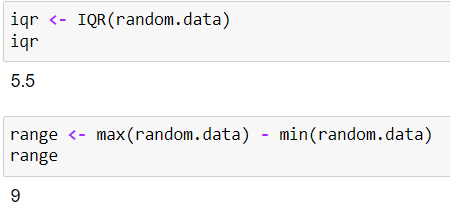 iqr <- IQR(random.data)
iqr
5.5
range <- max(random.data) - min(random.data)
range
9